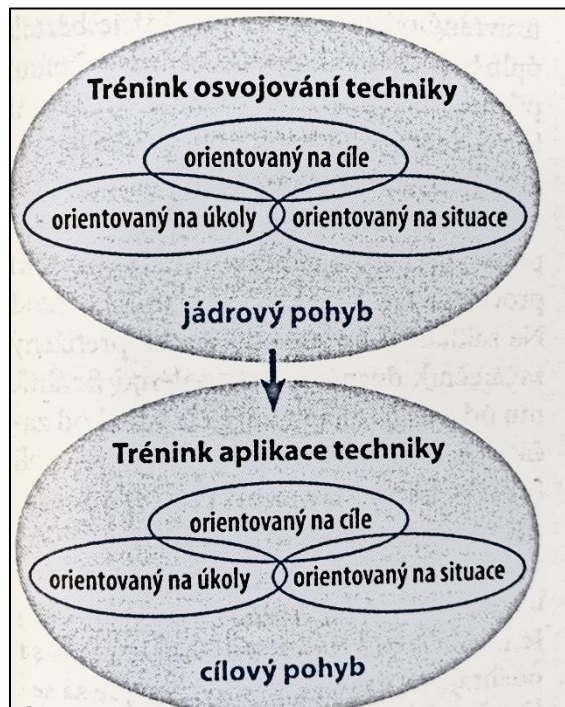 Trénink osvojování techniky
orientovaný na cíle
orientovaný na úkoly orientovaný na situace
jádrový pohyb
Trénink aplikace techniky
orientovaný na cíle
orientovaný na úkoly orientovaný na situace
cílový pohyb